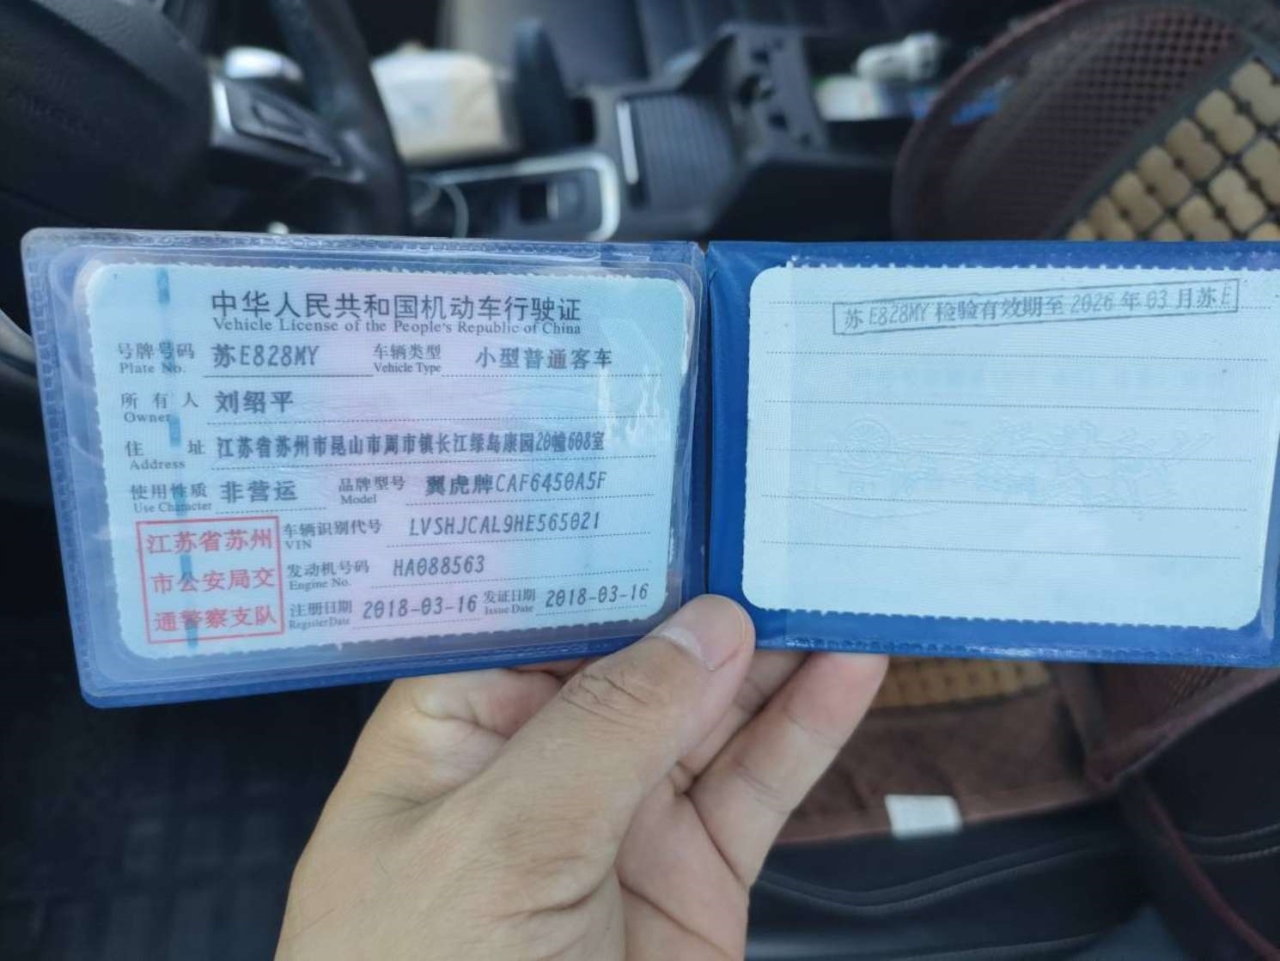 中华人民共和国机动车行驶证
Vehicle License of the People's Republic of China
号牌号码 Plate No. 苏E828MY 车辆类型 Vehicle Type 小型普通客车
所有人 Owner 刘绍平
住址 Address 江苏省苏州市昆山市周市镇长江绿岛康园20幢608室
使用性质 Use Character 非营运 品牌型号 Model 翼虎牌CAF6450A5F
车辆识别代号 VIN LVSHJCAL9HE565021
发动机号码 Engine No. HA088563
注册日期 Register Date 2018-03-16 发证日期 Issue Date 2018-03-16
江苏省苏州
市公安局交
通警察支队
苏E828MY 检验有效期至 2026 年 03 月苏E